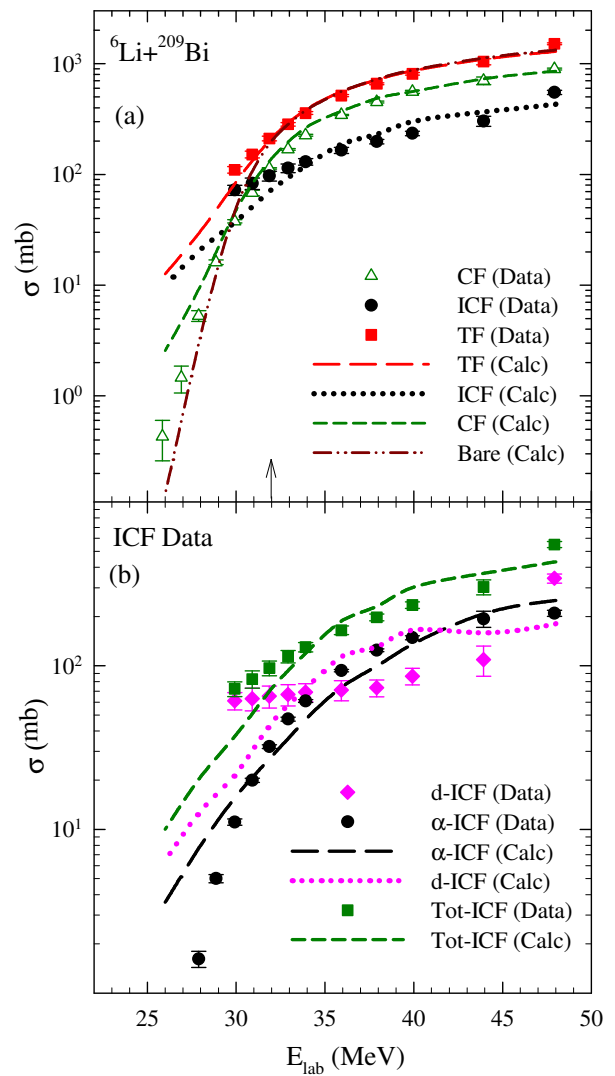 ⁶Li+²⁰⁹Bi
(a)
10³
10²
10¹
10⁰
σ (mb)
CF (Data)
ICF (Data)
TF (Data)
TF (Calc)
ICF (Calc)
CF (Calc)
Bare (Calc)
ICF Data
(b)
10²
10¹
σ (mb)
d-ICF (Data)
α-ICF (Data)
α-ICF (Calc)
d-ICF (Calc)
Tot-ICF (Data)
Tot-ICF (Calc)
25 30 35 40 45 50
E_lab (MeV)